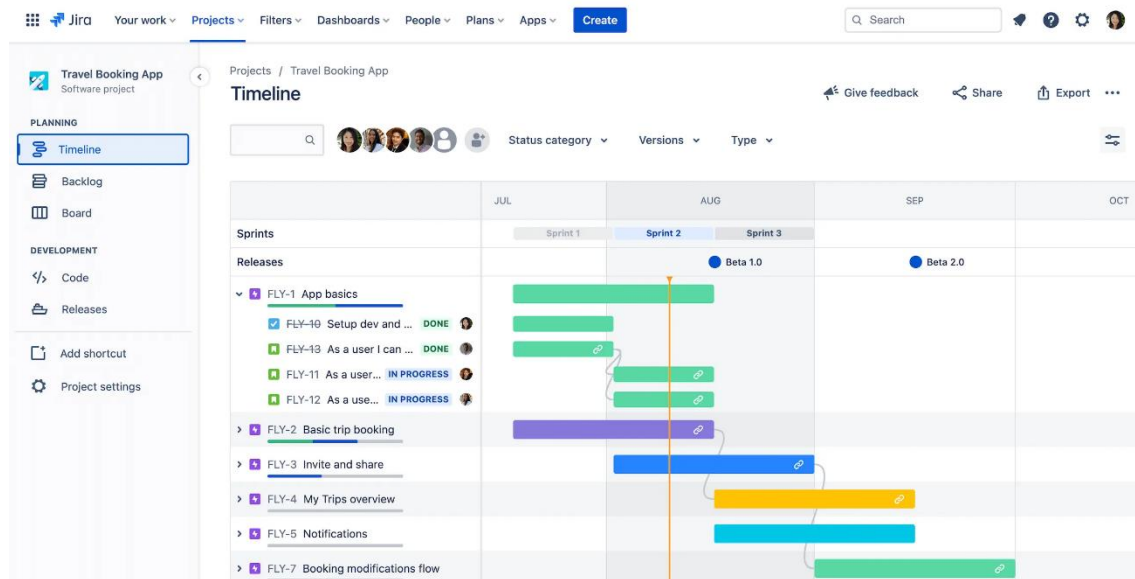 Jira Your work Projects Filters Dashboards People Plans Apps Create Search
Travel Booking App
Software project
PLANNING
Timeline
Backlog
Board
DEVELOPMENT
Code
Releases
Add shortcut
Project settings
Projects / Travel Booking App
Timeline
Give feedback Share Export
Status category Versions Type
JUL AUG SEP OCT
Sprints Sprint 1 Sprint 2 Sprint 3
Releases Beta 1.0 Beta 2.0
FLY-1 App basics
FLY-10 Setup dev and ... DONE
FLY-13 As a user I can ... DONE
FLY-11 As a user... IN PROGRESS
FLY-12 As a use... IN PROGRESS
FLY-2 Basic trip booking
FLY-3 Invite and share
FLY-4 My Trips overview
FLY-5 Notifications
FLY-7 Booking modifications flow